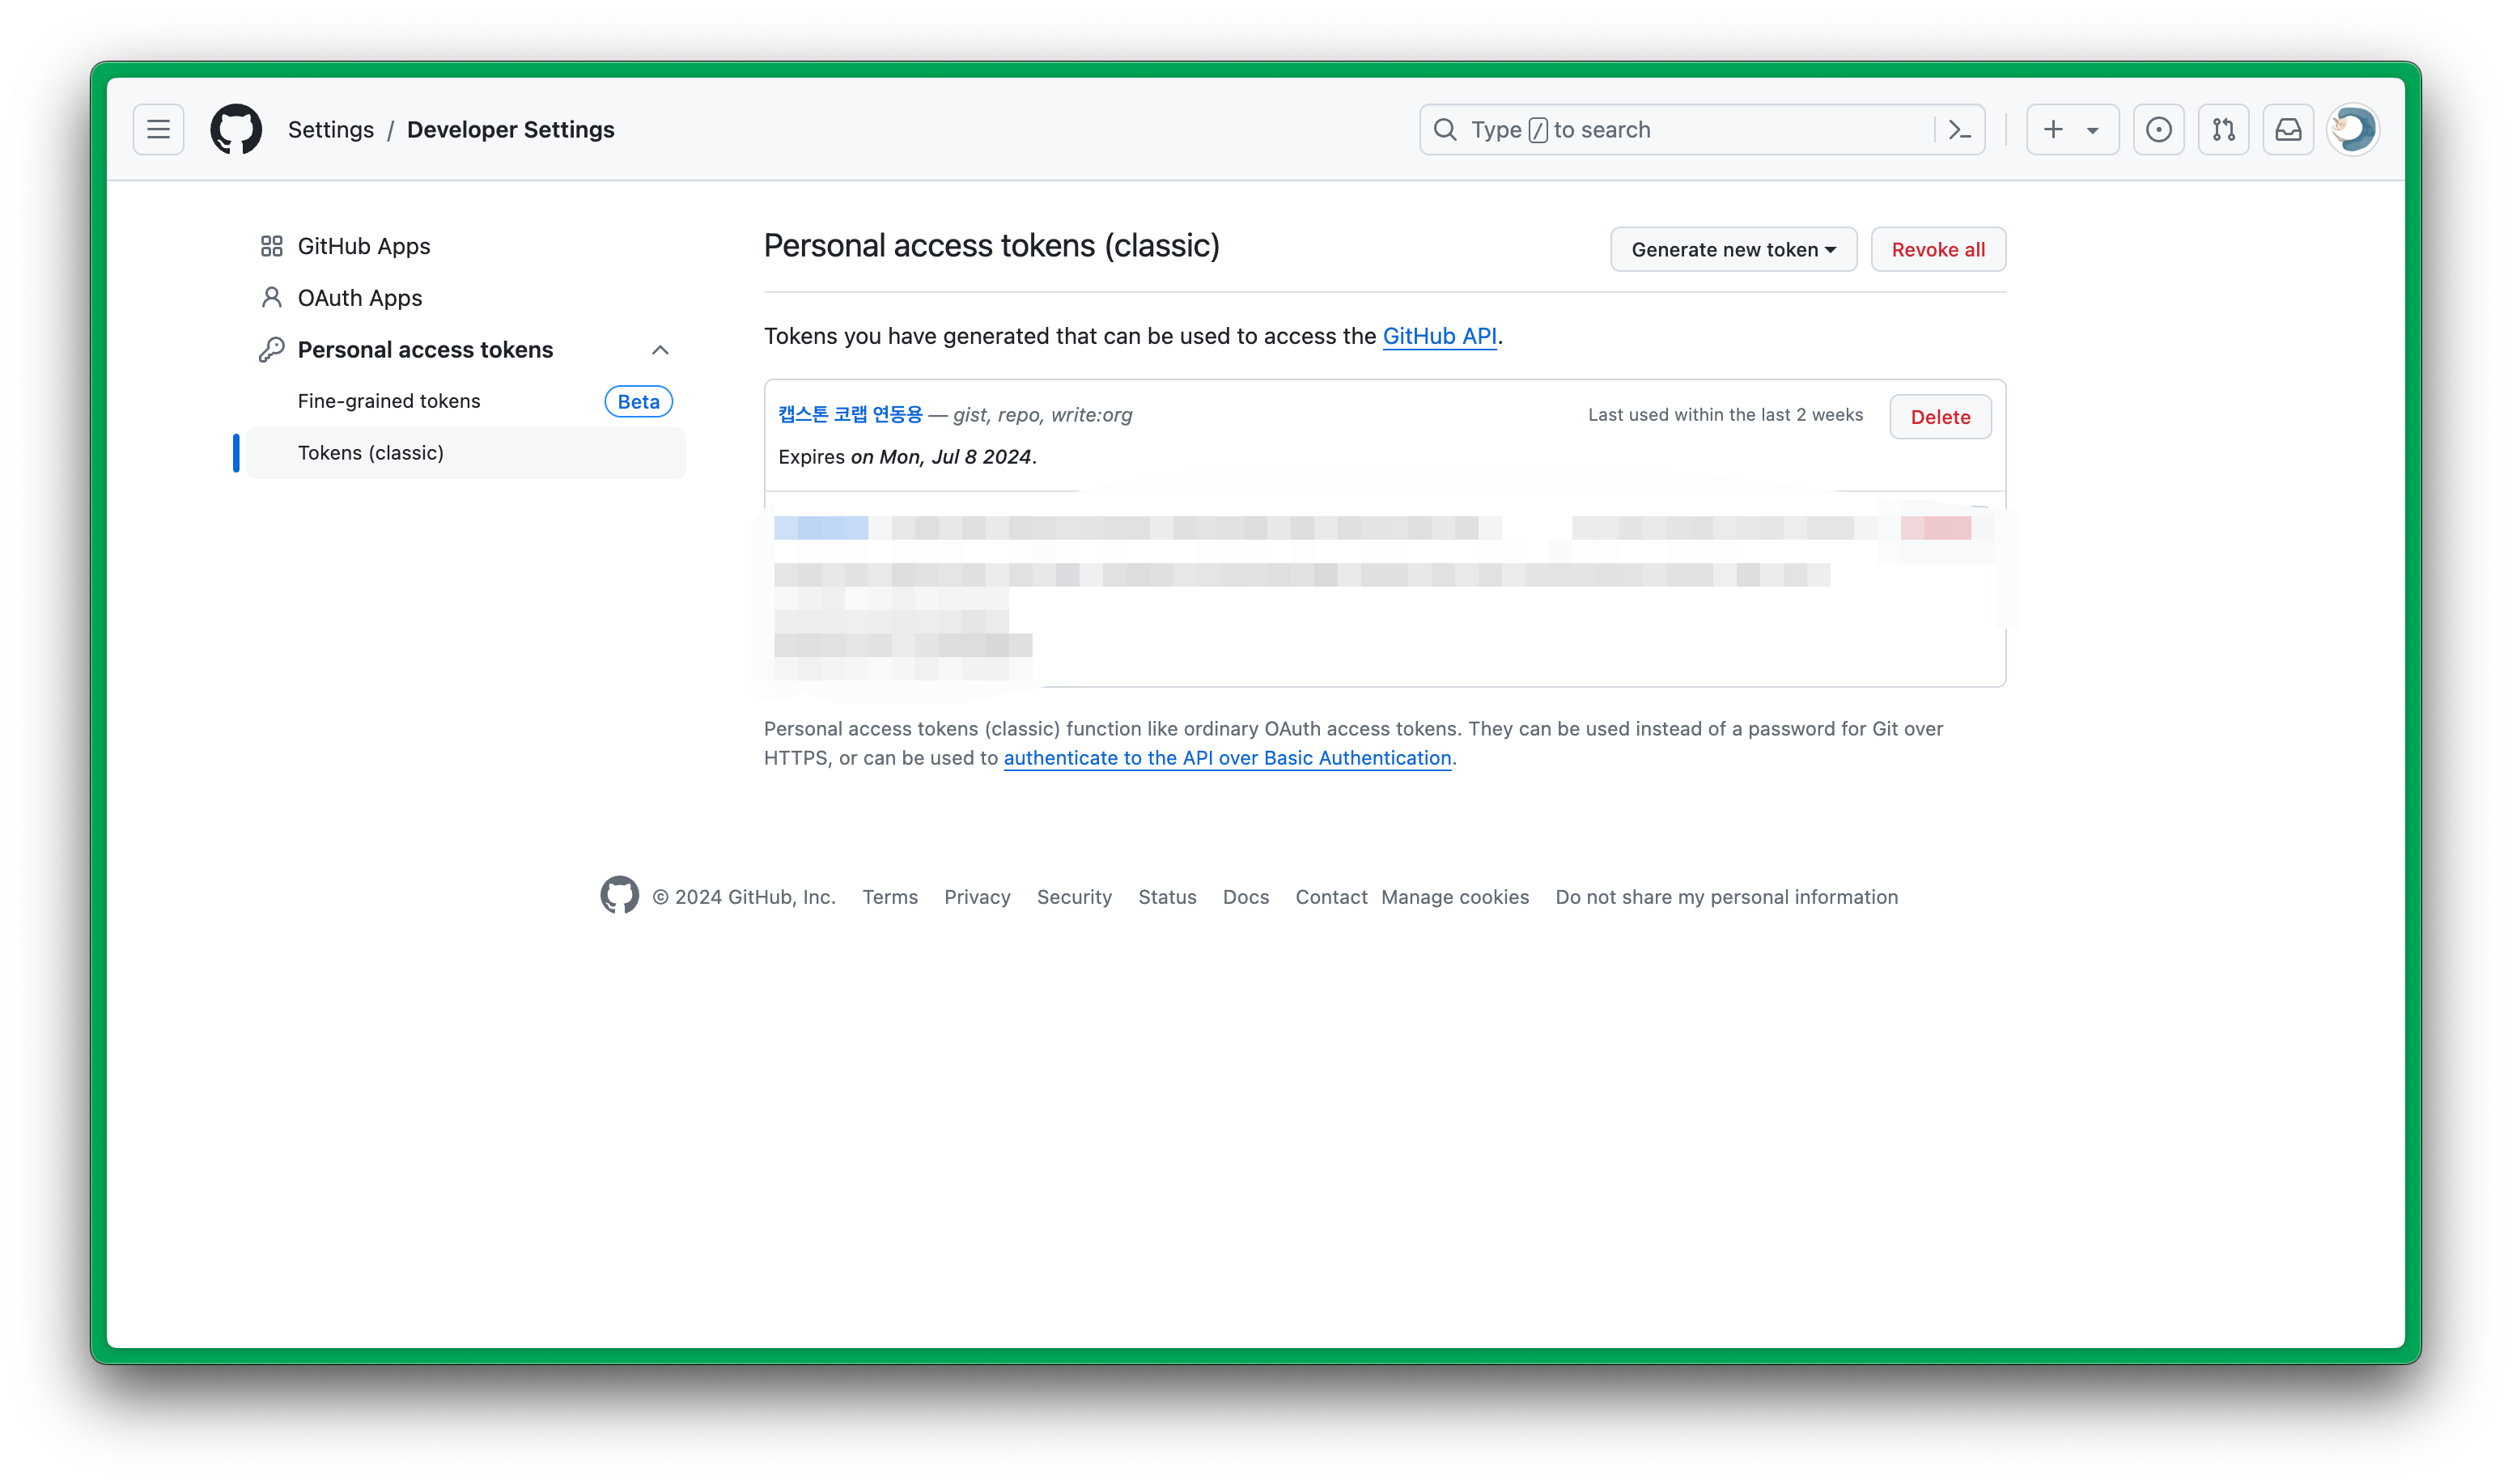 Settings / Developer Settings
Type / to search
GitHub Apps
OAuth Apps
Personal access tokens
Fine-grained tokens Beta
Tokens (classic)
Personal access tokens (classic)
Generate new token
Revoke all
Tokens you have generated that can be used to access the GitHub API.
캡스톤 코랩 연동용 — gist, repo, write:org
Last used within the last 2 weeks
Delete
Expires on Mon, Jul 8 2024.
Personal access tokens (classic) function like ordinary OAuth access tokens. They can be used instead of a password for Git over
HTTPS, or can be used to authenticate to the API over Basic Authentication.
© 2024 GitHub, Inc. Terms Privacy Security Status Docs Contact Manage cookies Do not share my personal information